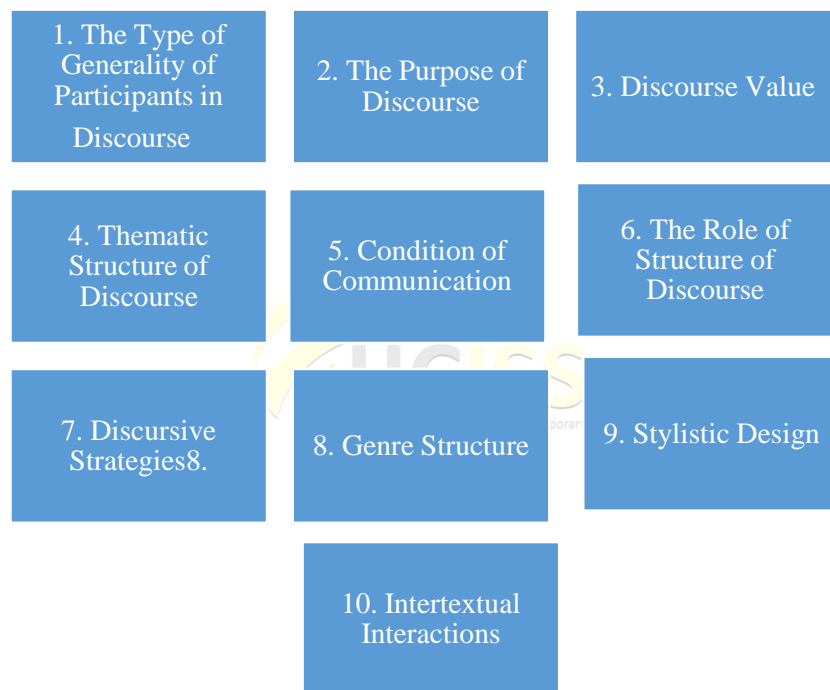 1. The Type of
Generality of
Participants in
Discourse
2. The Purpose of
Discourse
3. Discourse Value
4. Thematic
Structure of
Discourse
5. Condition of
Communication
6. The Role of
Structure of
Discourse
7. Discursive
Strategies8.
8. Genre Structure
9. Stylistic Design
10. Intertextual
Interactions